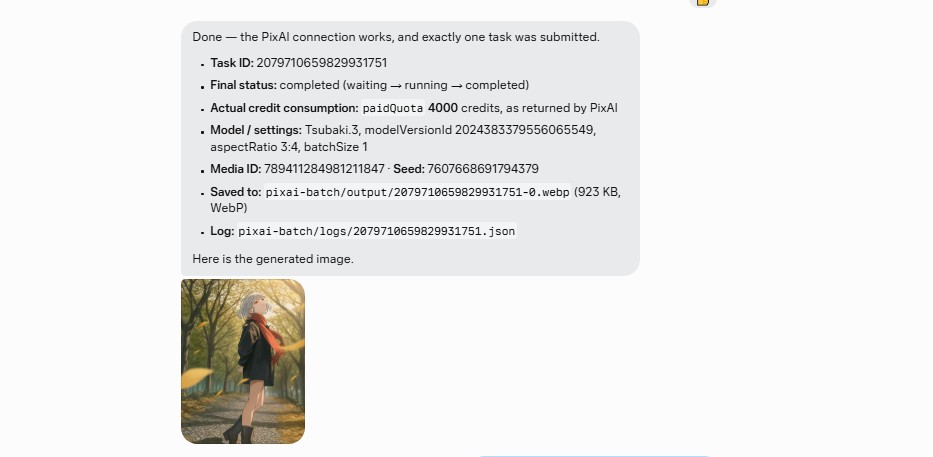 Done — the PixAI connection works, and exactly one task was submitted.
• Task ID: 2079710659829931751
• Final status: completed (waiting → running → completed)
• Actual credit consumption: paidQuota 4000 credits, as returned by PixAI
• Model / settings: Tsubaki.3, modelVersionId 2024383379556065549,
aspectRatio 3:4, batchSize 1
• Media ID: 789411284981211847 · Seed: 7607668691794379
• Saved to: pixai-batch/output/2079710659829931751-0.webp (923 KB,
WebP)
• Log: pixai-batch/logs/2079710659829931751.json
Here is the generated image.